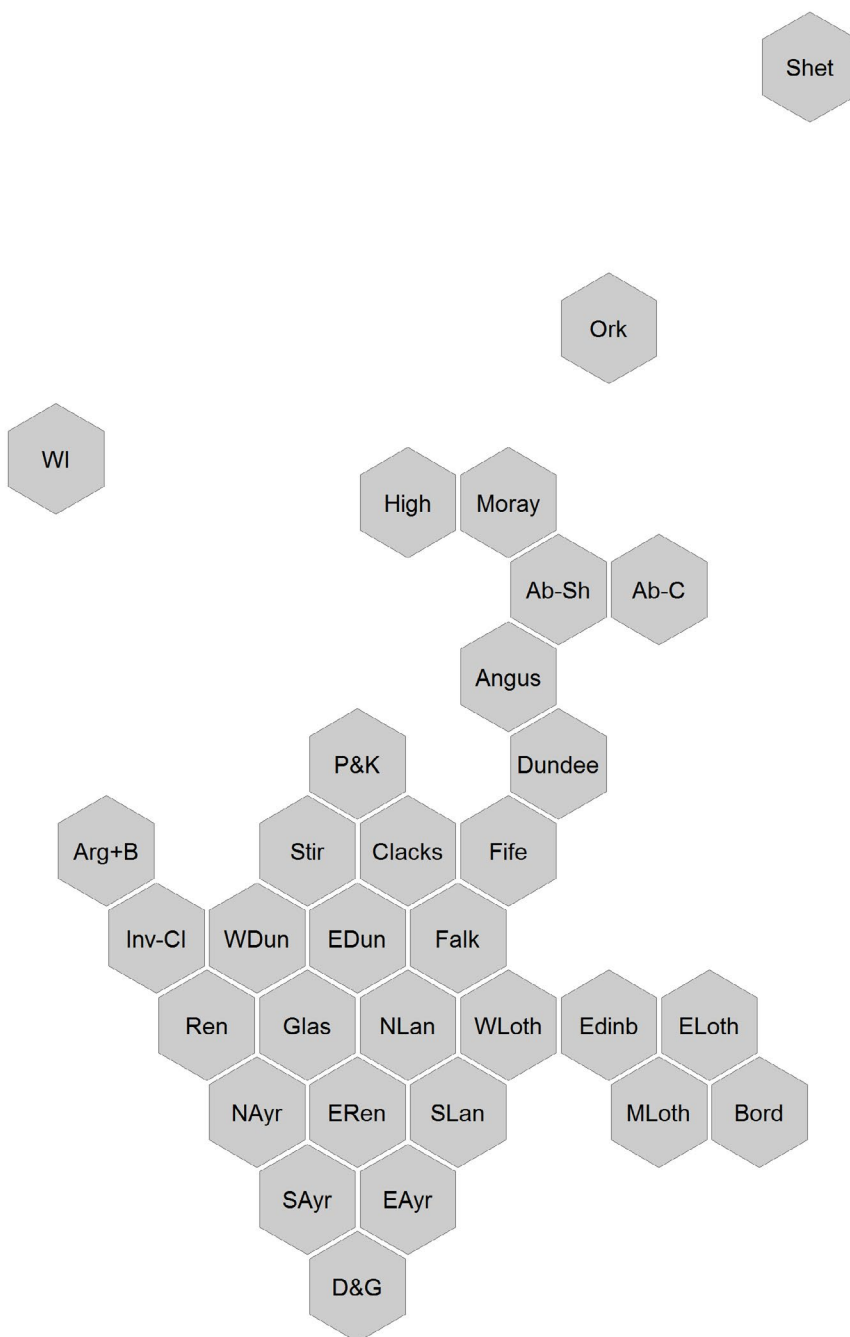 Shet
Ork
WI
High Moray
Ab-Sh Ab-C
Angus
P&K Dundee
Arg+B Stir Clacks Fife
Inv-Cl WDun EDun Falk
Ren Glas NLan WLoth Edinb ELoth
NAyr ERen SLan MLoth Bord
SAyr EAyr
D&G